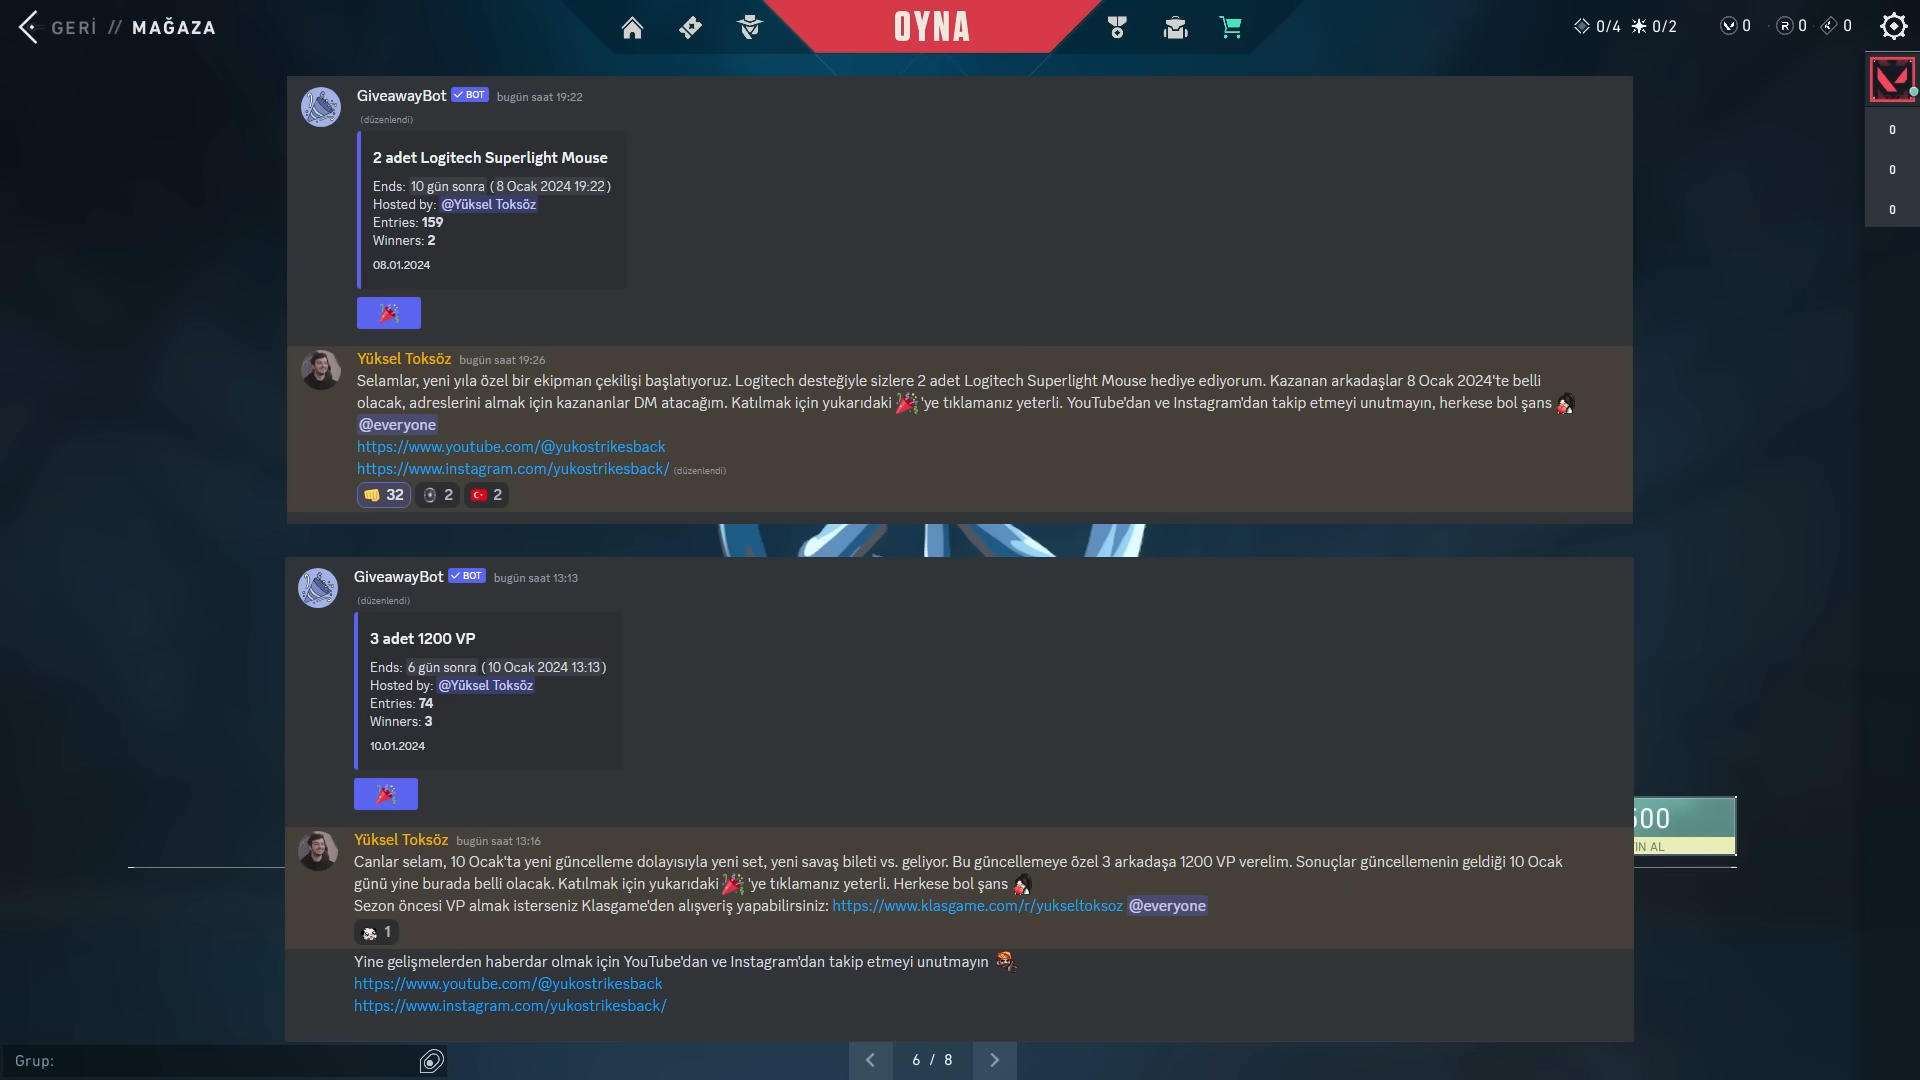 GERİ // MAĞAZA
OYNA
0/4 0/2 0 0 0
GiveawayBot BOT bugün saat 19:22
(düzenlendi)
2 adet Logitech Superlight Mouse
Ends: 10 gün sonra (8 Ocak 2024 19:22)
Hosted by: @Yüksel Toksöz
Entries: 159
Winners: 2
08.01.2024
Yüksel Toksöz bugün saat 19:26
Selamlar, yeni yıla özel bir ekipman çekilişi başlatıyoruz. Logitech desteğiyle sizlere 2 adet Logitech Superlight Mouse hediye ediyorum. Kazanan arkadaşlar 8 Ocak 2024'te belli
olacak, adreslerini almak için kazananlar DM atacağım. Katılmak için yukarıdaki 'ye tıklamanız yeterli. YouTube'dan ve Instagram'dan takip etmeyi unutmayın, herkese bol şans
@everyone
https://www.youtube.com/@yukostrikesback
https://www.instagram.com/yukostrikesback/ (düzenlendi)
32 2 2
0
0
0
GiveawayBot BOT bugün saat 13:13
(düzenlendi)
3 adet 1200 VP
Ends: 6 gün sonra (10 Ocak 2024 13:13)
Hosted by: @Yüksel Toksöz
Entries: 74
Winners: 3
10.01.2024
Yüksel Toksöz bugün saat 13:16
Canlar selam, 10 Ocak'ta yeni güncelleme dolayısıyla yeni set, yeni savaş bileti vs. geliyor. Bu güncellemeye özel 3 arkadaşa 1200 VP verelim. Sonuçlar güncellemenin geldiği 10 Ocak
günü yine burada belli olacak. Katılmak için yukarıdaki 'ye tıklamanız yeterli. Herkese bol şans
Sezon öncesi VP almak isterseniz Klasgame'den alışveriş yapabilirsiniz: https://www.klasgame.com/r/yukseltoksoz @everyone
1
Yine gelişmelerden haberdar olmak için YouTube'dan ve Instagram'dan takip etmeyi unutmayın
https://www.youtube.com/@yukostrikesback
https://www.instagram.com/yukostrikesback/
00
IN AL
Grup:
6 / 8